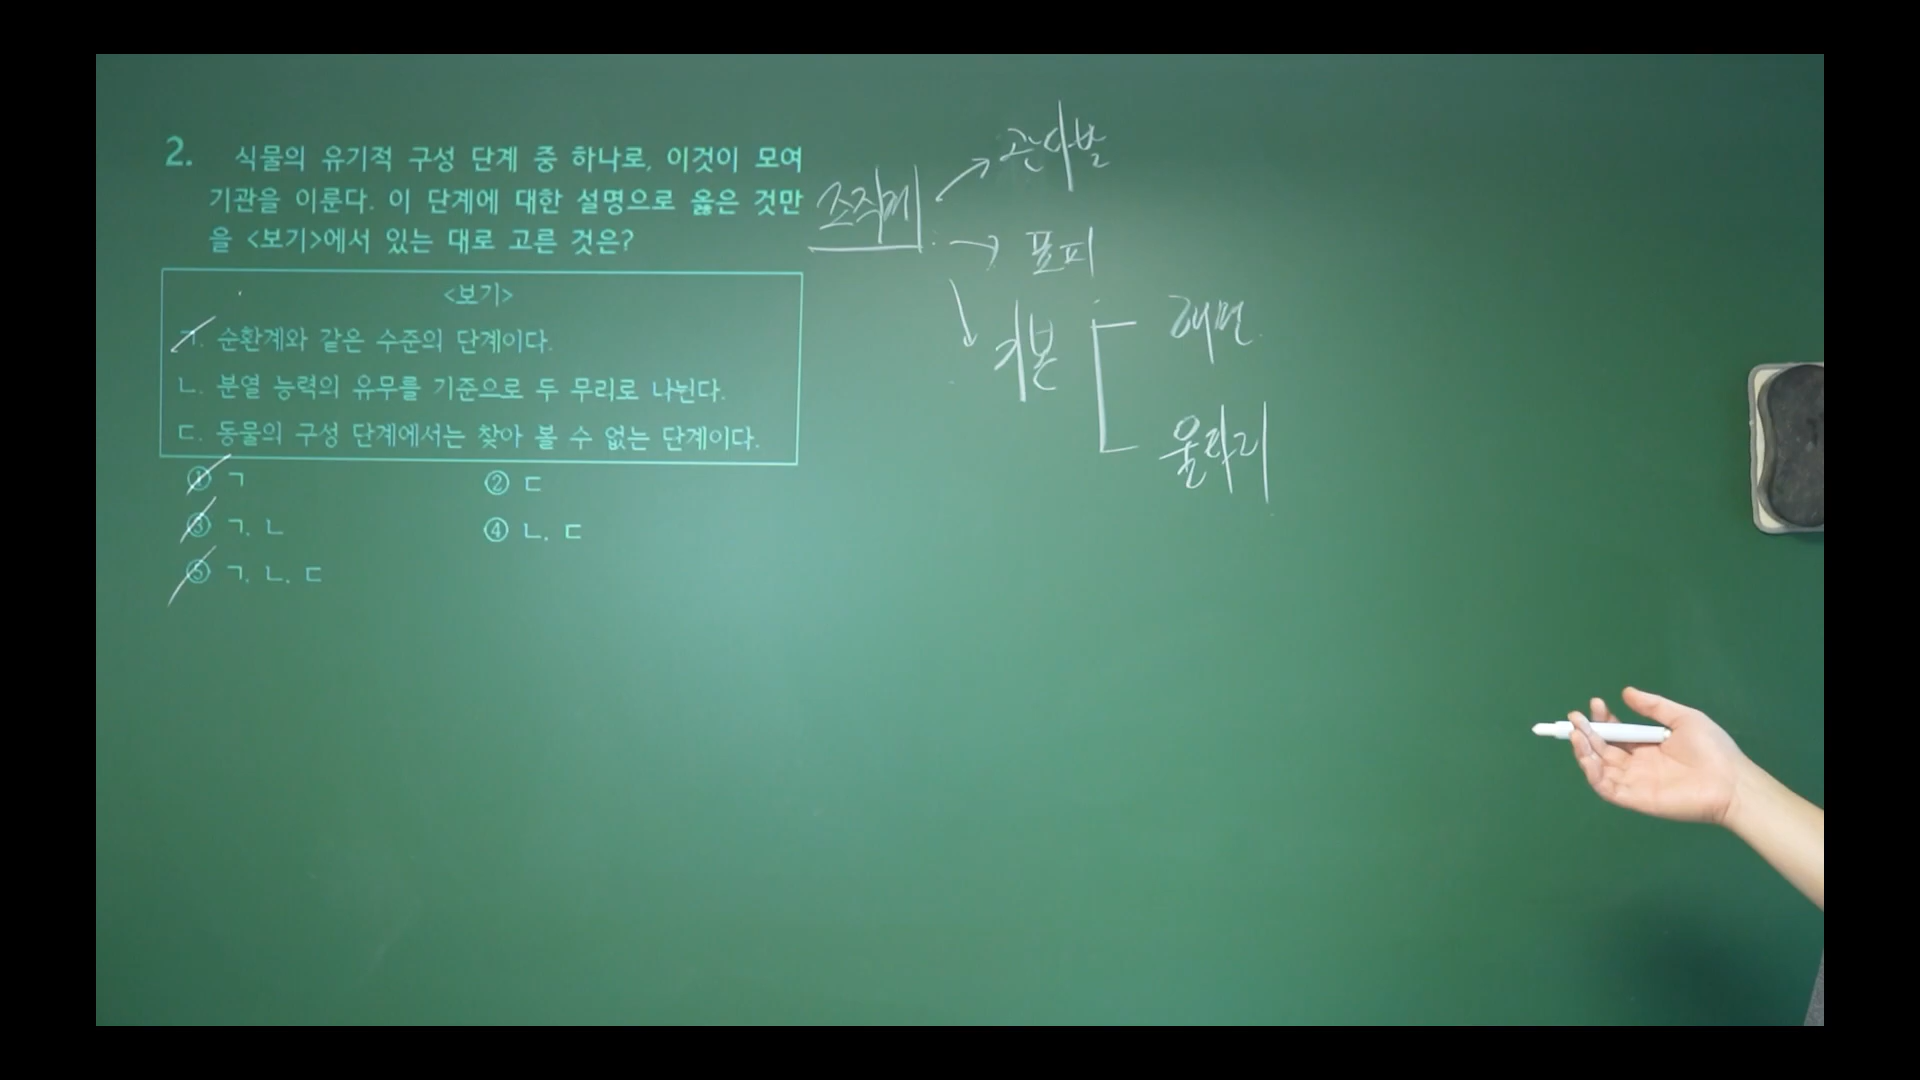 2. 식물의 유기적 구성 단계 중 하나로, 이것이 모여
기관을 이룬다. 이 단계에 대한 설명으로 옳은 것만
을 <보기>에서 있는 대로 고른 것은?
<보기>
ㄱ. 순환계와 같은 수준의 단계이다.
ㄴ. 분열 능력의 유무를 기준으로 두 무리로 나뉜다.
ㄷ. 동물의 구성 단계에서는 찾아 볼 수 없는 단계이다.
① ㄱ ② ㄷ
③ ㄱ, ㄴ ④ ㄴ, ㄷ
⑤ ㄱ, ㄴ, ㄷ
조직계
관다발
표피
기본
해면
울타리